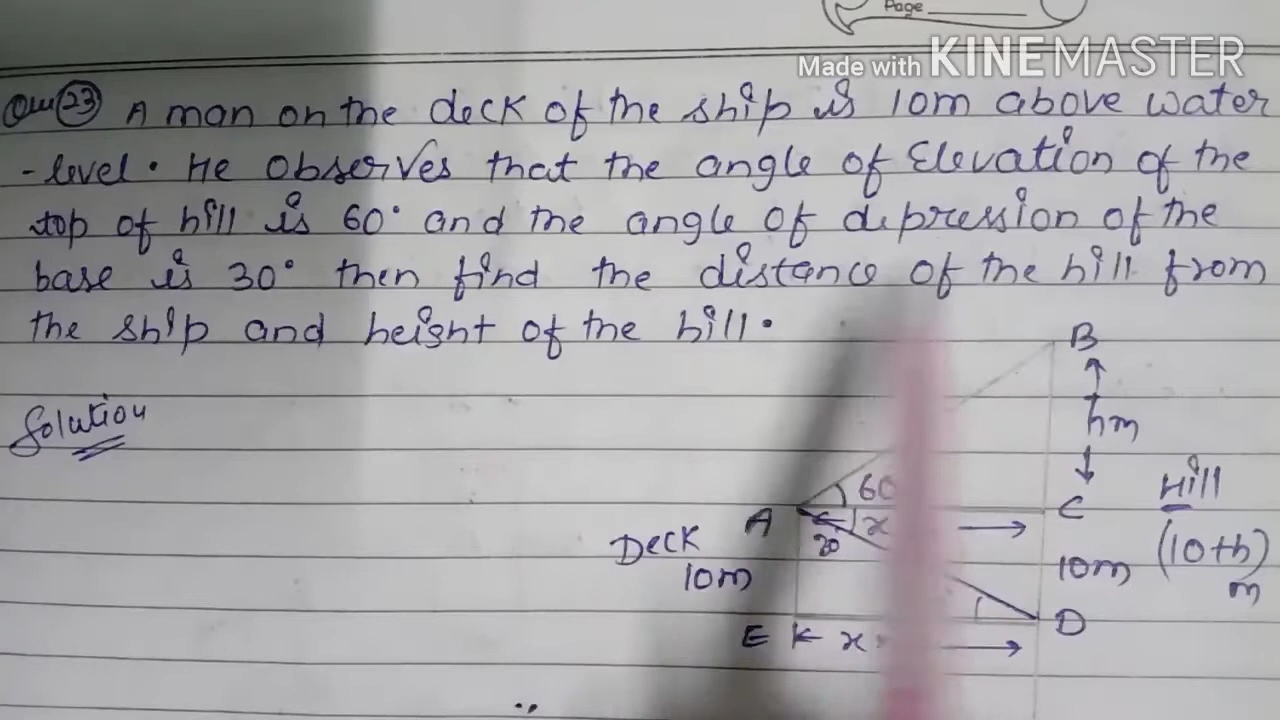 Page
Made with KINEMASTER
Que 23 A man on the deck of the ship is 10m above water
-level. He observes that the angle of Elevation of the
top of hill is 60° and the angle of depression of the
base is 30° then find the distance of the hill from
the ship and height of the hill.
Solution
B
hm
Hill
60
A
x
C
Deck
30
10m
10m
(10+h)
m
E
x
D